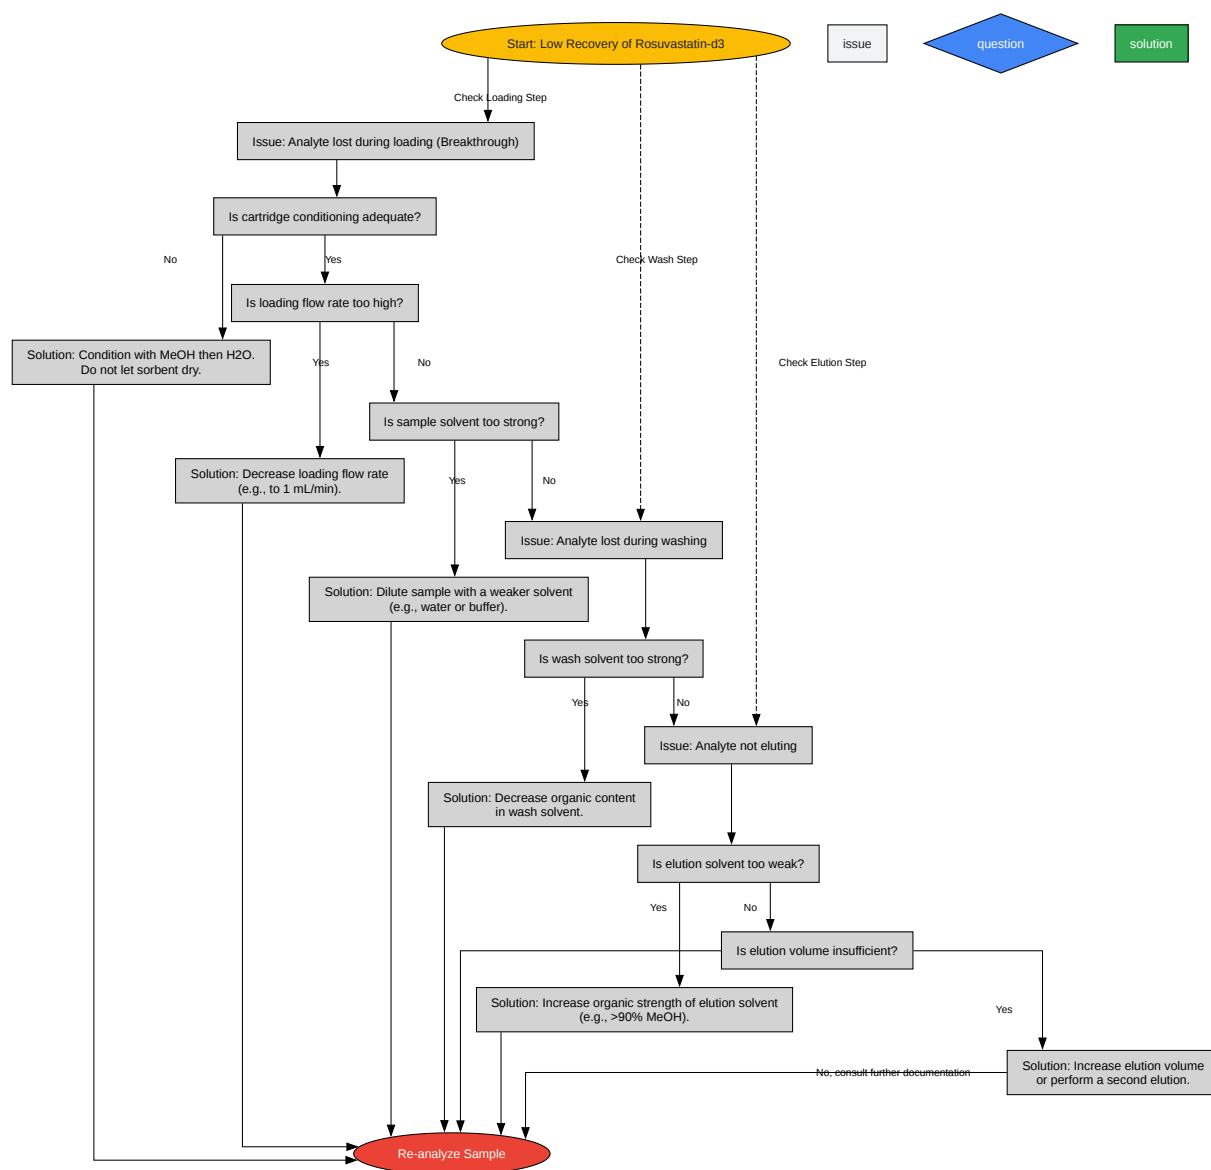 Start: Low Recovery of Rosuvastatin-d3
issue
question
solution
Check Loading Step
Issue: Analyte lost during loading (Breakthrough)
Is cartridge conditioning adequate?
No
Yes
Check Wash Step
Is loading flow rate too high?
Solution: Condition with MeOH then H2O.
Do not let sorbent dry.
Yes
No
Check Elution Step
Is sample solvent too strong?
Solution: Decrease loading flow rate
(e.g., to 1 mL/min).
Yes
No
Issue: Analyte lost during washing
Solution: Dilute sample with a weaker solvent
(e.g., water or buffer).
Is wash solvent too strong?
Yes
No
Issue: Analyte not eluting
Solution: Decrease organic content
in wash solvent.
Is elution solvent too weak?
Yes
No
Is elution volume insufficient?
Solution: Increase organic strength of elution solvent
(e.g., >90% MeOH).
Yes
Solution: Increase elution volume
or perform a second elution.
No, consult further documentation
Re-analyze Sample